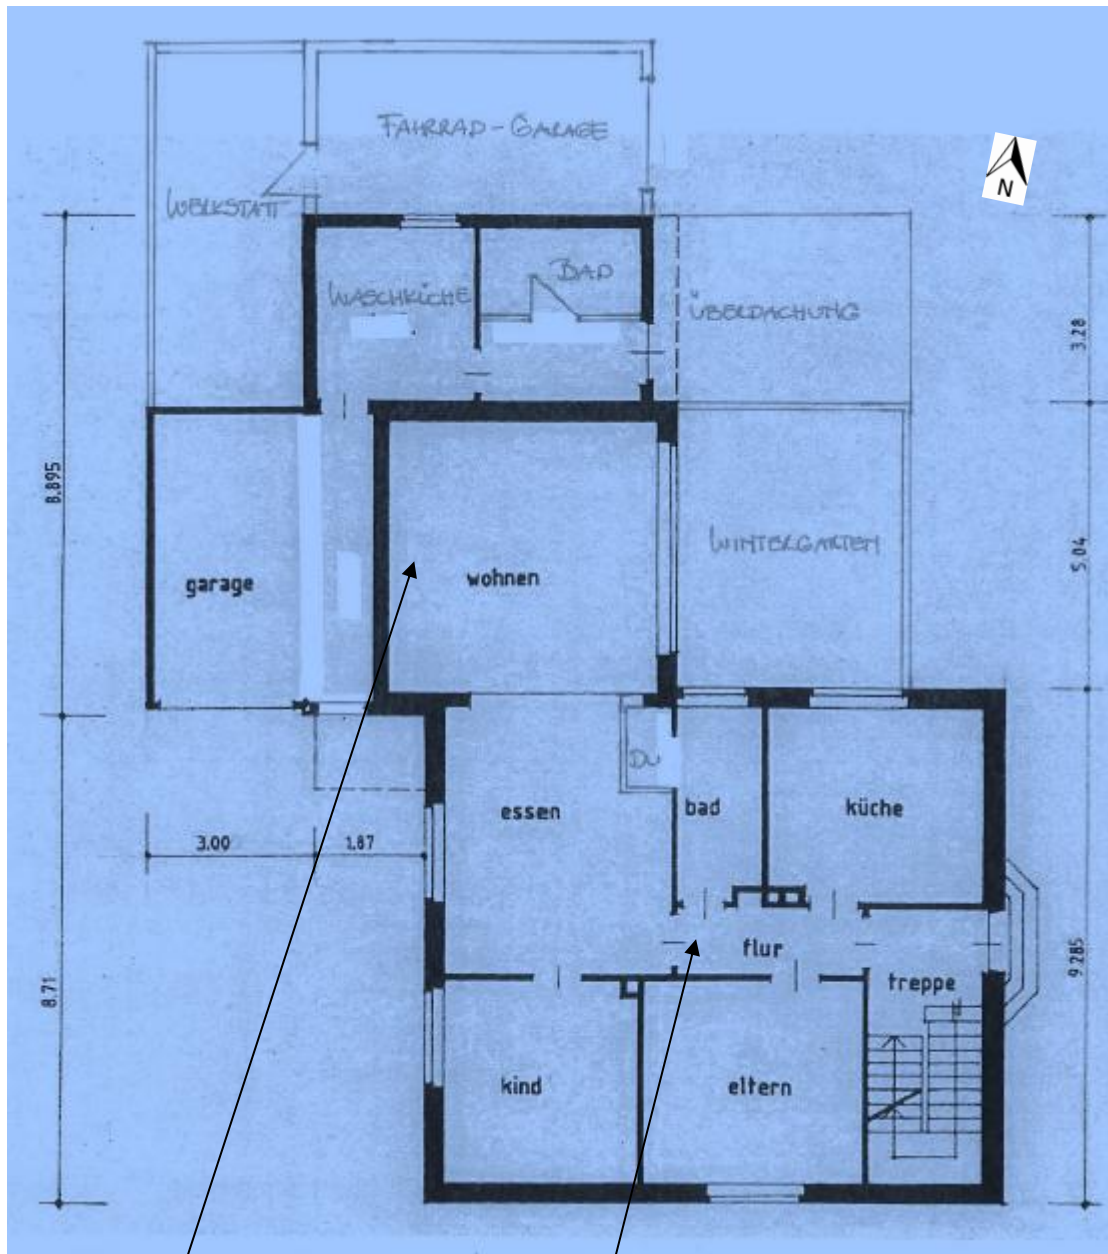 FAHRRAD-GARAGE
N
WERKSTATT
BAD
WASCHKÜCHE
ÜBERDACHUNG
3.28
8.895
garage
wohnen
WINTERGARTEN
5.04
DU
essen
bad
küche
3.00
1.87
flur
treppe
9.285
8.71
kind
eltern